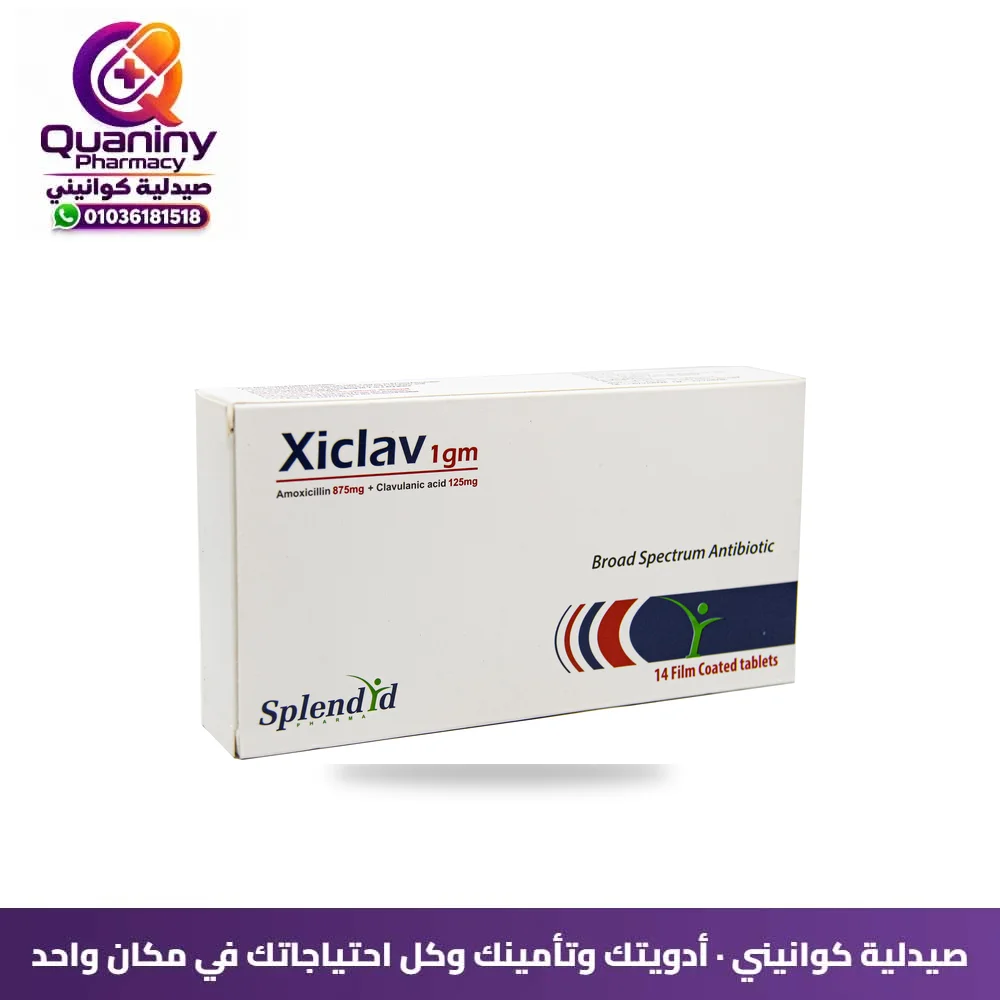 Quaniny
Pharmacy
صيدلية كوانيني
01036181518
Xiclav 1gm
Amoxicillin 875mg + Clavulanic acid 125mg
Broad Spectrum Antibiotic
14 Film Coated tablets
Splendid
PHARMA
صيدلية كوانيني · أدويتك وتأمينك وكل احتياجاتك في مكان واحد